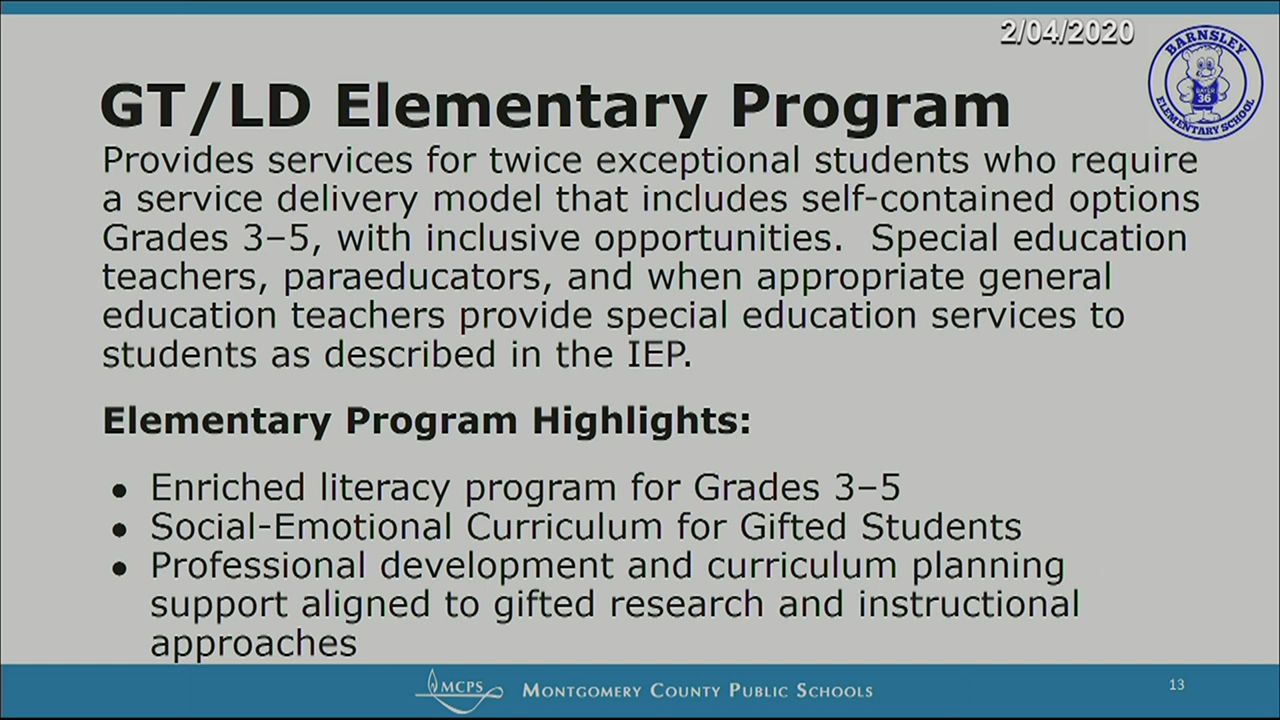 2/04/2020
BARNSLEY
36
ELEMENTARY SCHOOL
GT/LD Elementary Program
Provides services for twice exceptional students who require
a service delivery model that includes self-contained options
Grades 3–5, with inclusive opportunities.  Special education
teachers, paraeducators, and when appropriate general
education teachers provide special education services to
students as described in the IEP.
Elementary Program Highlights:
● Enriched literacy program for Grades 3–5
● Social-Emotional Curriculum for Gifted Students
● Professional development and curriculum planning
support aligned to gifted research and instructional
approaches
MCPS
MONTGOMERY COUNTY PUBLIC SCHOOLS
13